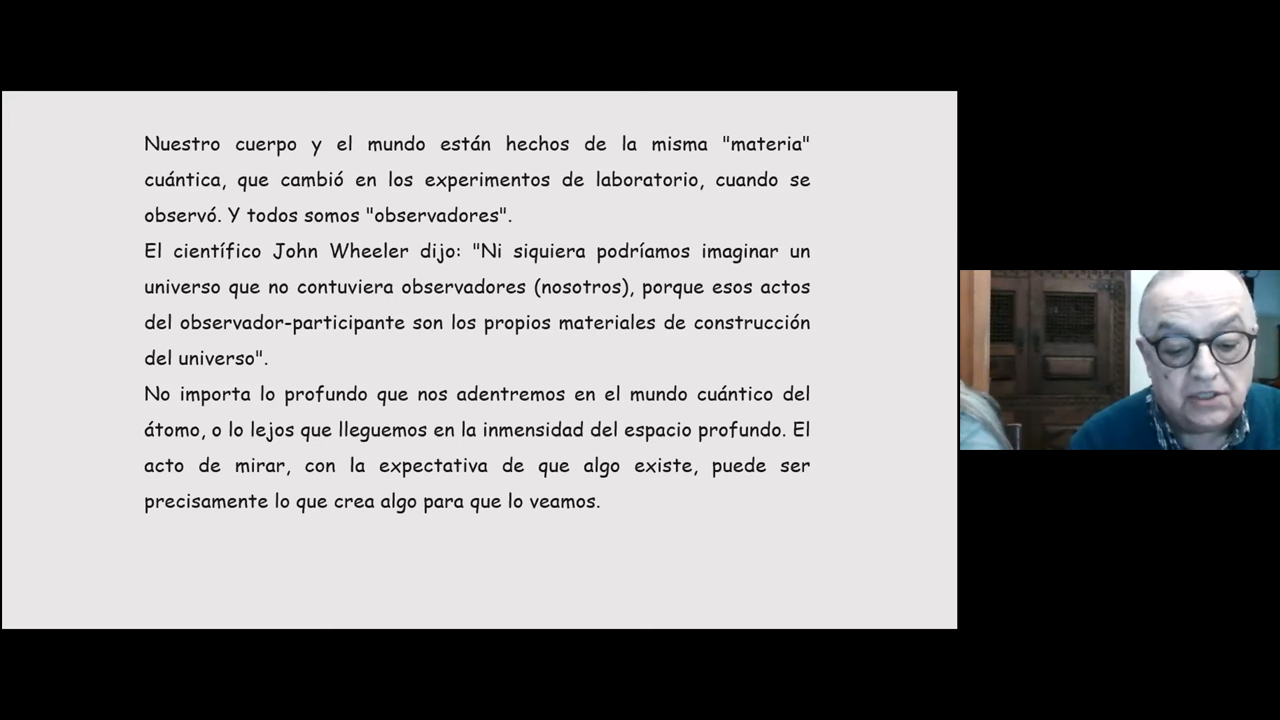 Nuestro cuerpo y el mundo están hechos de la misma "materia"
cuántica, que cambió en los experimentos de laboratorio, cuando se
observó. Y todos somos "observadores".
El científico John Wheeler dijo: "Ni siquiera podríamos imaginar un
universo que no contuviera observadores (nosotros), porque esos actos
del observador-participante son los propios materiales de construcción
del universo".
No importa lo profundo que nos adentremos en el mundo cuántico del
átomo, o lo lejos que lleguemos en la inmensidad del espacio profundo. El
acto de mirar, con la expectativa de que algo existe, puede ser
precisamente lo que crea algo para que lo veamos.